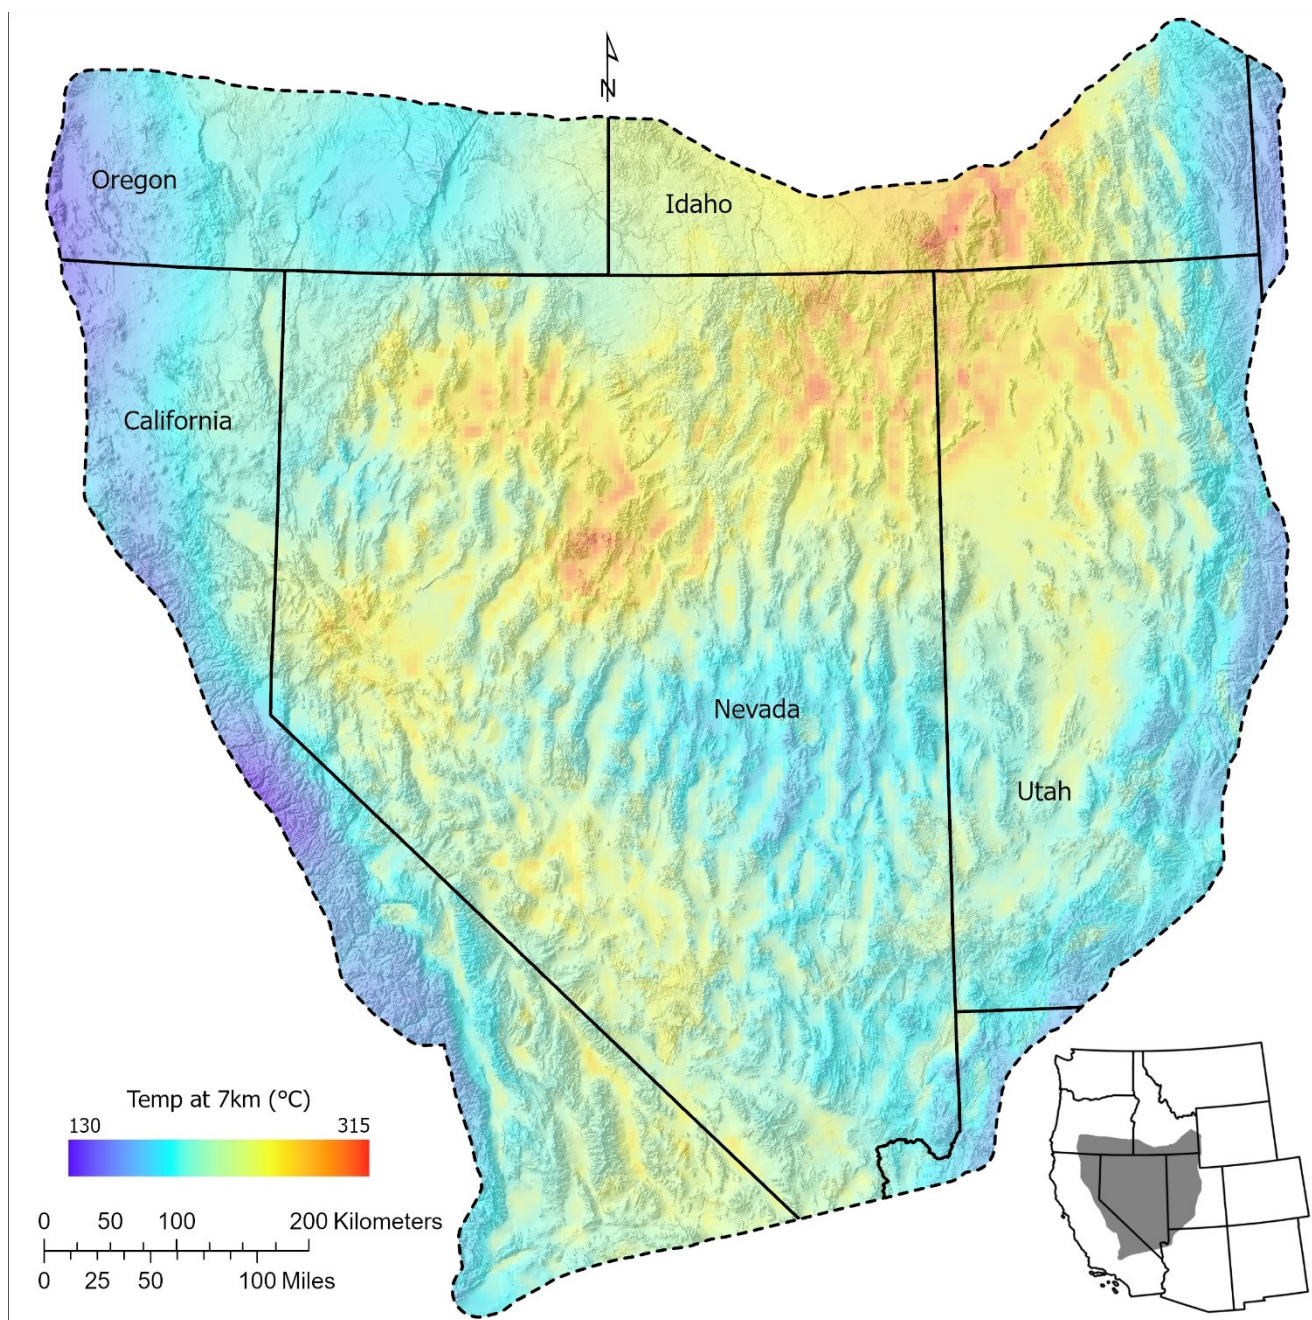 N
Oregon
Idaho
California
Nevada
Utah
Temp at 7km (°C)
130 315
0 50 100 200 Kilometers
0 25 50 100 Miles